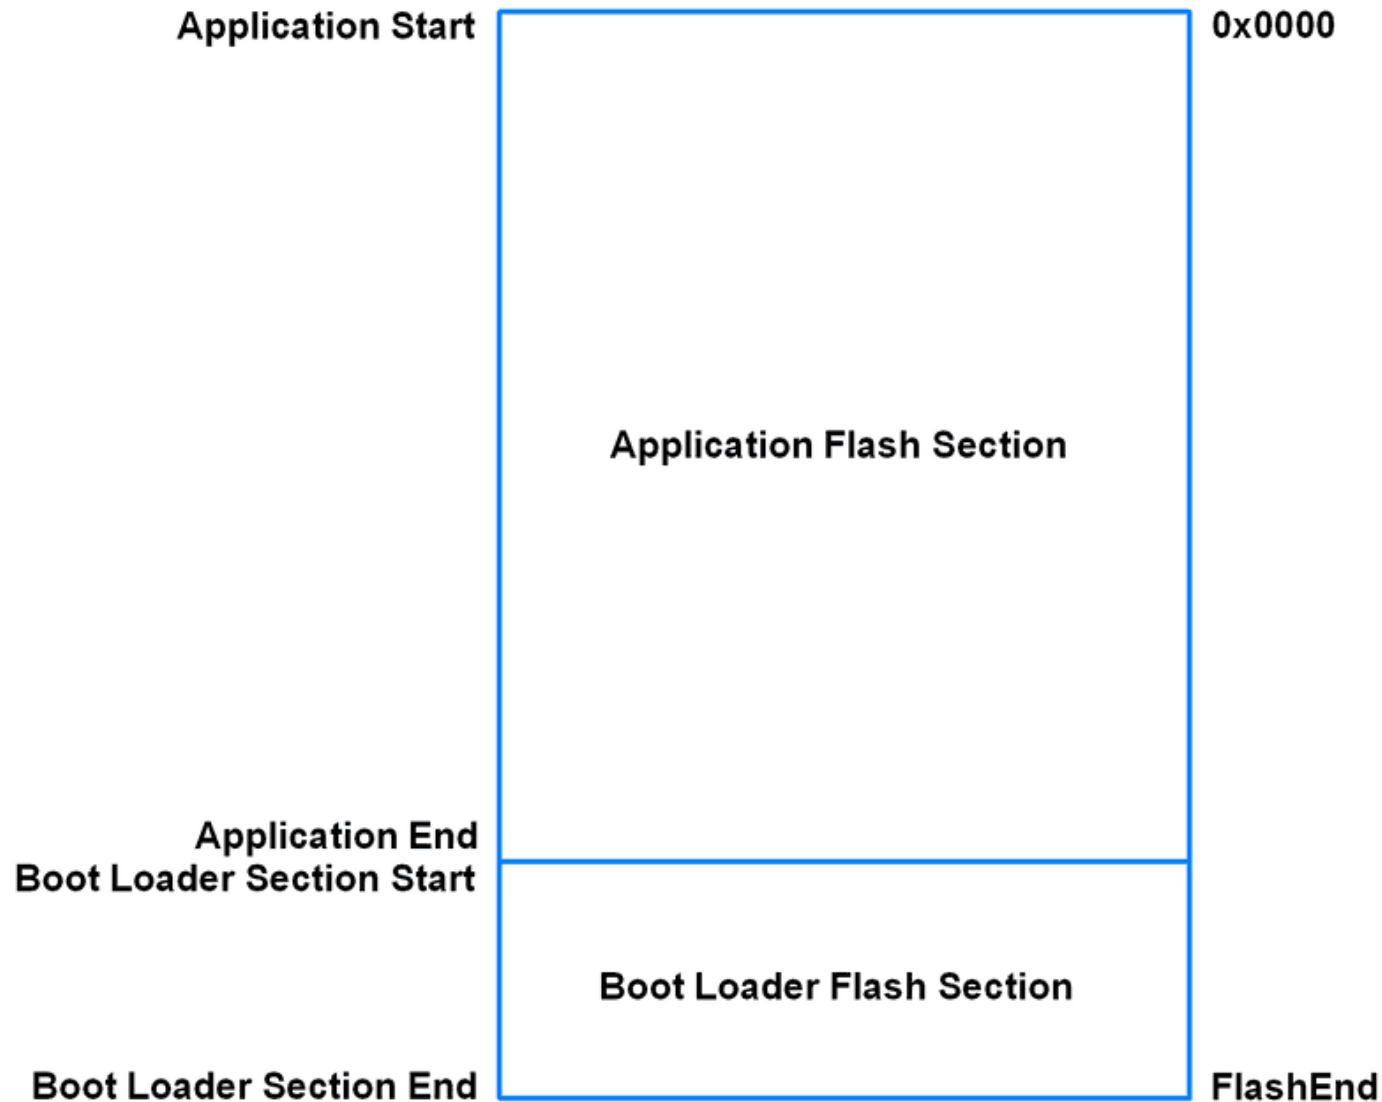 Application Start
0x0000
Application Flash Section
Application End
Boot Loader Section Start
Boot Loader Flash Section
Boot Loader Section End
FlashEnd